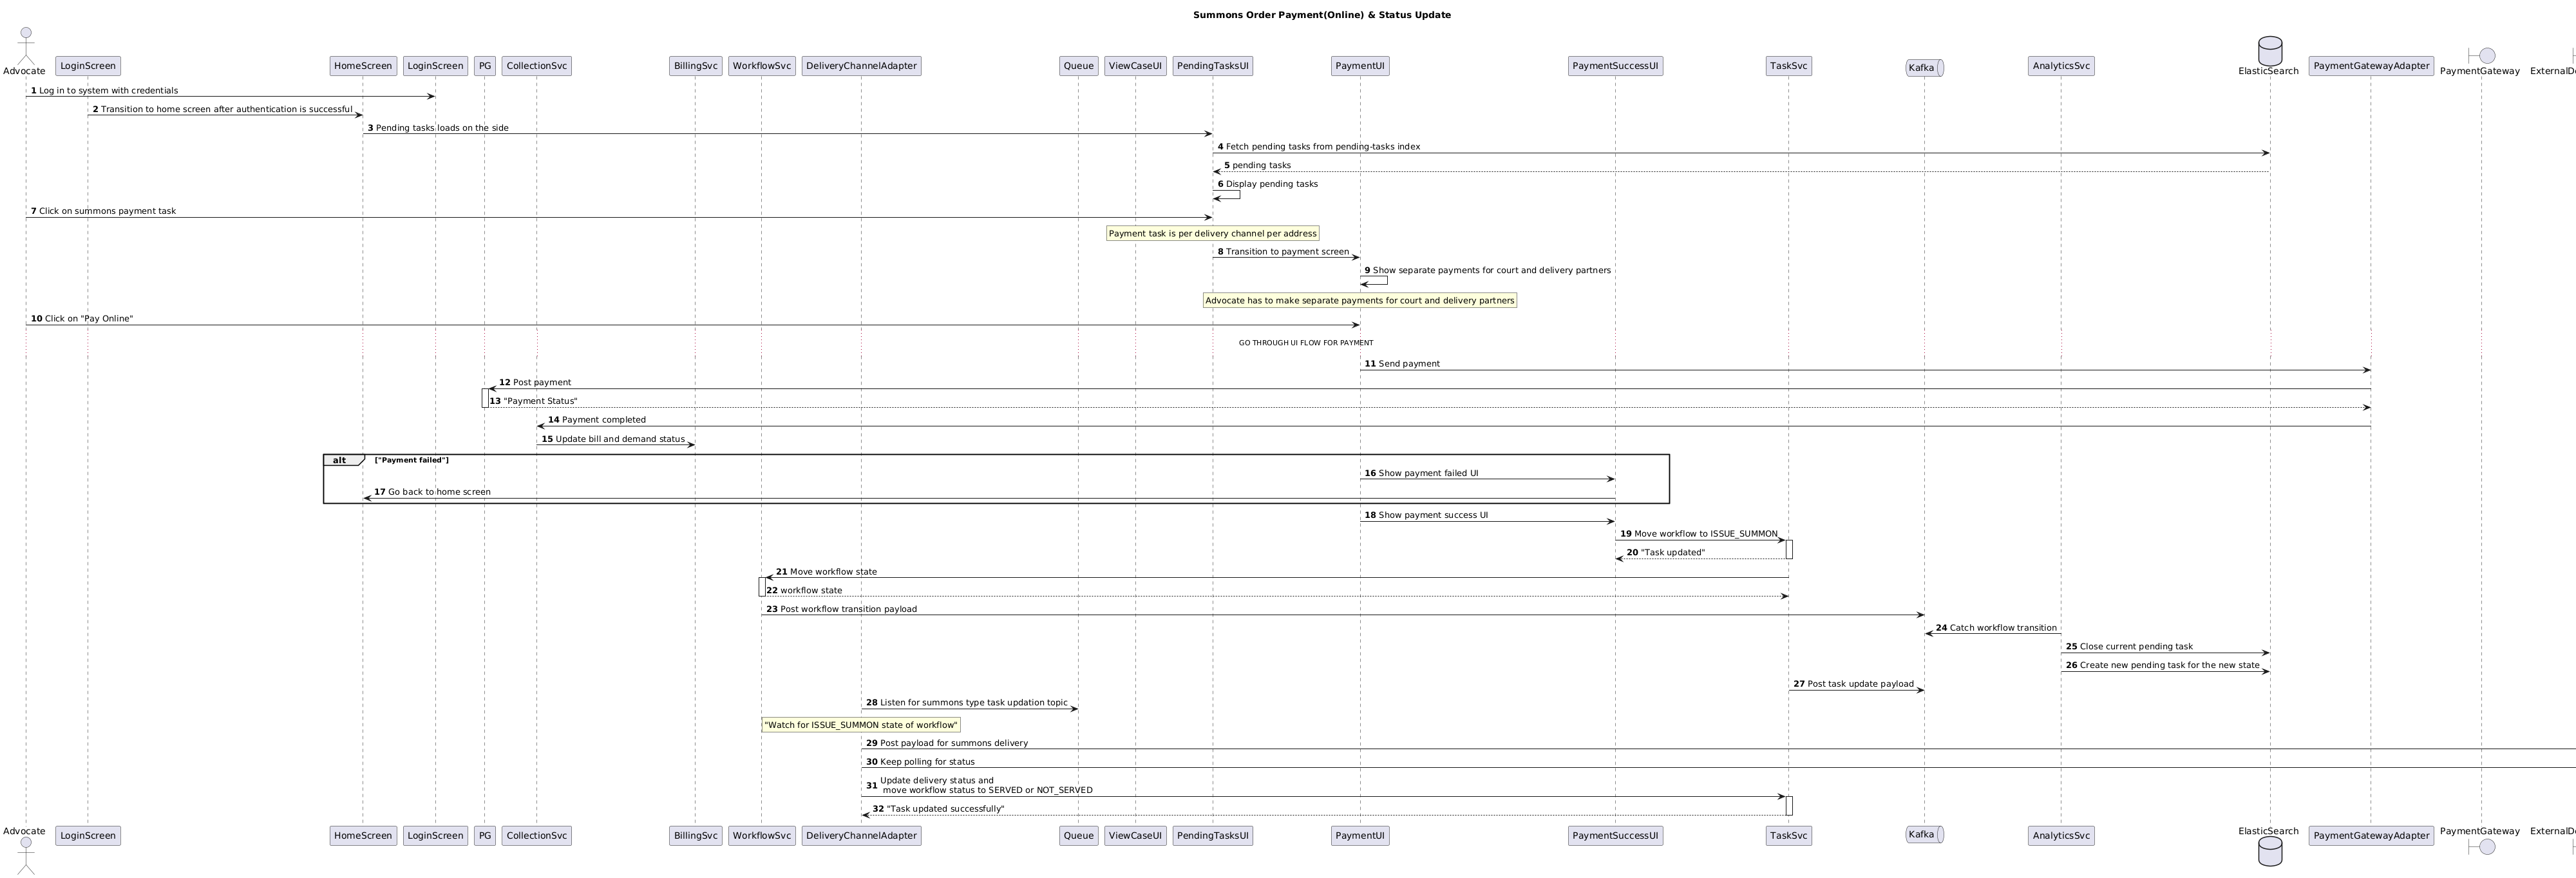 Summons Order Payment(Online) & Status Update
Advocate
LoginScreen
HomeScreen
LoginScreen
PG
CollectionSvc
BillingSvc
WorkflowSvc
DeliveryChannelAdapter
Queue
ViewCaseUI
PendingTasksUI
PaymentUI
PaymentSuccessUI
TaskSvc
Kafka
AnalyticsSvc
ElasticSearch
PaymentGatewayAdapter
PaymentGateway
1 Log in to system with credentials
2 Transition to home screen after authentication is successful
3 Pending tasks loads on the side
4 Fetch pending tasks from pending-tasks index
5 pending tasks
6 Display pending tasks
7 Click on summons payment task
Payment task is per delivery channel per address
8 Transition to payment screen
9 Show separate payments for court and delivery partners
Advocate has to make separate payments for court and delivery partners
10 Click on "Pay Online"
GO THROUGH UI FLOW FOR PAYMENT
11 Send payment
12 Post payment
13 "Payment Status"
14 Payment completed
15 Update bill and demand status
alt ["Payment failed"]
16 Show payment failed UI
17 Go back to home screen
18 Show payment success UI
19 Move workflow to ISSUE_SUMMON
20 "Task updated"
21 Move workflow state
22 workflow state
23 Post workflow transition payload
24 Catch workflow transition
25 Close current pending task
26 Create new pending task for the new state
27 Post task update payload
28 Listen for summons type task updation topic
"Watch for ISSUE_SUMMON state of workflow"
29 Post payload for summons delivery
30 Keep polling for status
31 Update delivery status and
move workflow status to SERVED or NOT_SERVED
32 "Task updated successfully"
Advocate
LoginScreen
HomeScreen
LoginScreen
PG
CollectionSvc
BillingSvc
WorkflowSvc
DeliveryChannelAdapter
Queue
ViewCaseUI
PendingTasksUI
PaymentUI
PaymentSuccessUI
TaskSvc
Kafka
AnalyticsSvc
ElasticSearch
PaymentGatewayAdapter
PaymentGateway